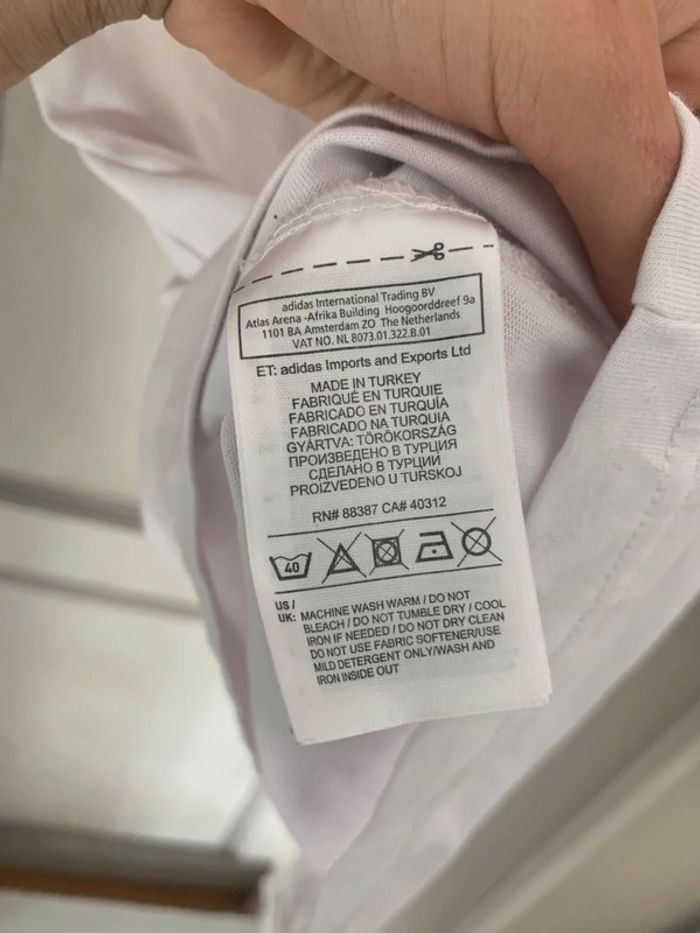 adidas International Trading BV
Atlas Arena -Afrika Building Hoogoorddreef 9a
1101 BA Amsterdam ZO The Netherlands
VAT NO. NL 8073.01.322.B.01
ET: adidas Imports and Exports Ltd
MADE IN TURKEY
FABRIQUÉ EN TURQUIE
FABRICADO EN TURQUÍA
FABRICADO NA TURQUIA
GYÁRTVA: TÖRÖKORSZÁG
ПРОИЗВЕДЕНО В ТУРЦИЯ
СДЕЛАНО В ТУРЦИИ
PROIZVEDENO U TURSKOJ
RN# 88387 CA# 40312
40
US /
UK: MACHINE WASH WARM / DO NOT
BLEACH / DO NOT TUMBLE DRY / COOL
IRON IF NEEDED / DO NOT DRY CLEAN
DO NOT USE FABRIC SOFTENER/USE
MILD DETERGENT ONLY/WASH AND
IRON INSIDE OUT